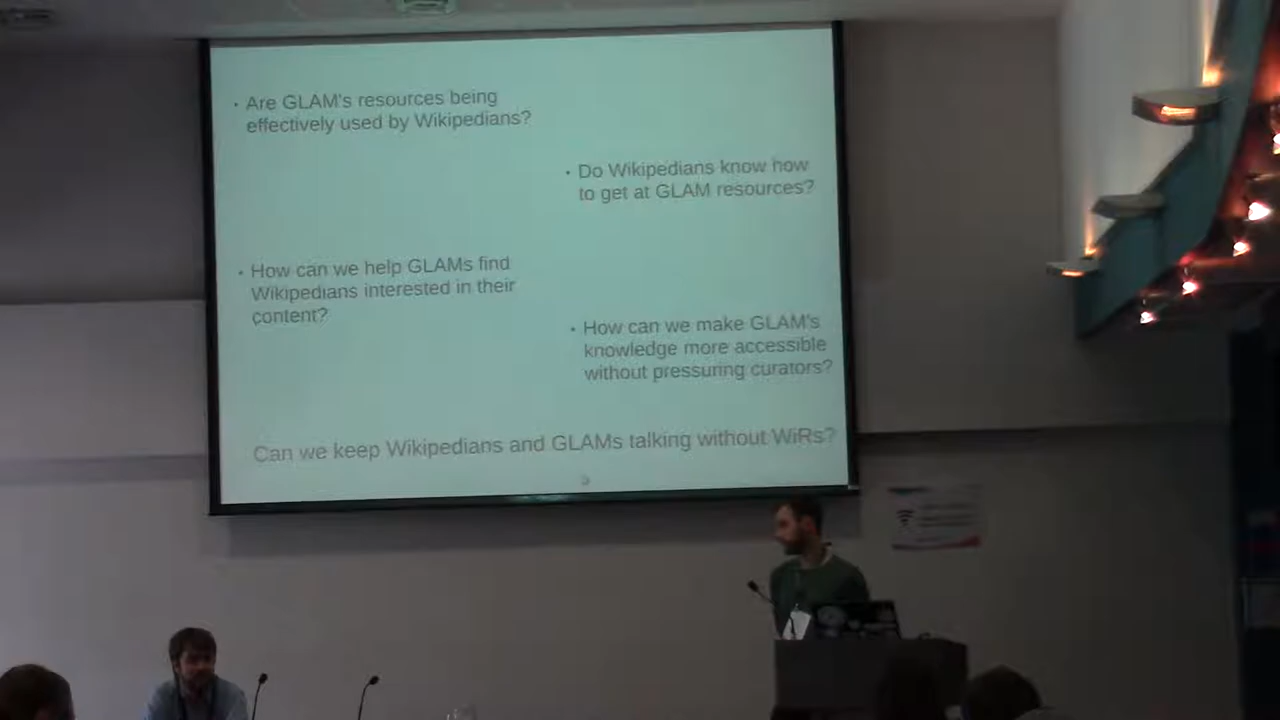 • Are GLAM's resources being
effectively used by Wikipedians?
• Do Wikipedians know how
to get at GLAM resources?
• How can we help GLAMs find
Wikipedians interested in their
content?
• How can we make GLAM's
knowledge more accessible
without pressuring curators?
Can we keep Wikipedians and GLAMs talking without WiRs?